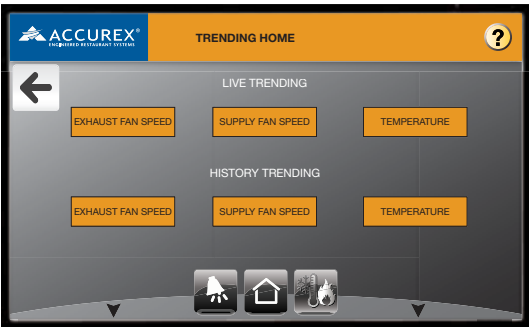 ACCUREX®
ENGINEERED RESTAURANT SYSTEMS
TRENDING HOME
?
LIVE TRENDING
EXHAUST FAN SPEED
SUPPLY FAN SPEED
TEMPERATURE
HISTORY TRENDING
EXHAUST FAN SPEED
SUPPLY FAN SPEED
TEMPERATURE